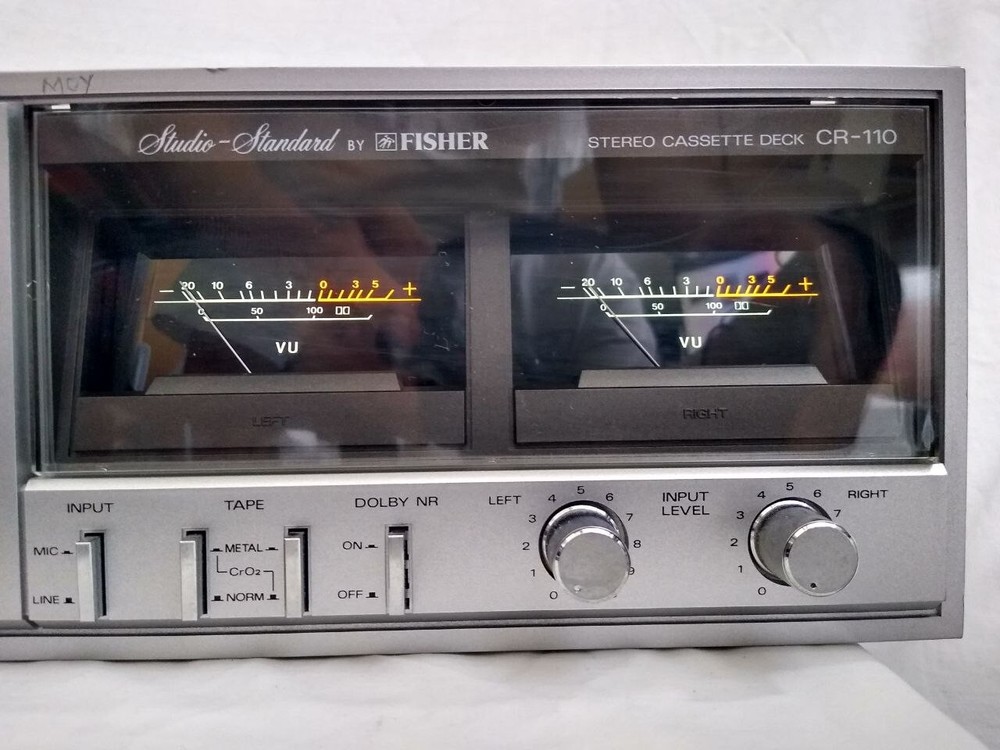 MOY
Studio-Standard BY FISHER STEREO CASSETTE DECK CR-110
− 20 10 6 3 0 3 5 +
0 50 100
VU
LEFT
− 20 10 6 3 0 3 5 +
0 50 100
VU
RIGHT
INPUT
MIC
LINE
TAPE
METAL
CrO2
NORM
DOLBY NR
ON
OFF
LEFT
0 1 2 3 4 5 6 7 8 9
INPUT
LEVEL
RIGHT
0 1 2 3 4 5 6 7